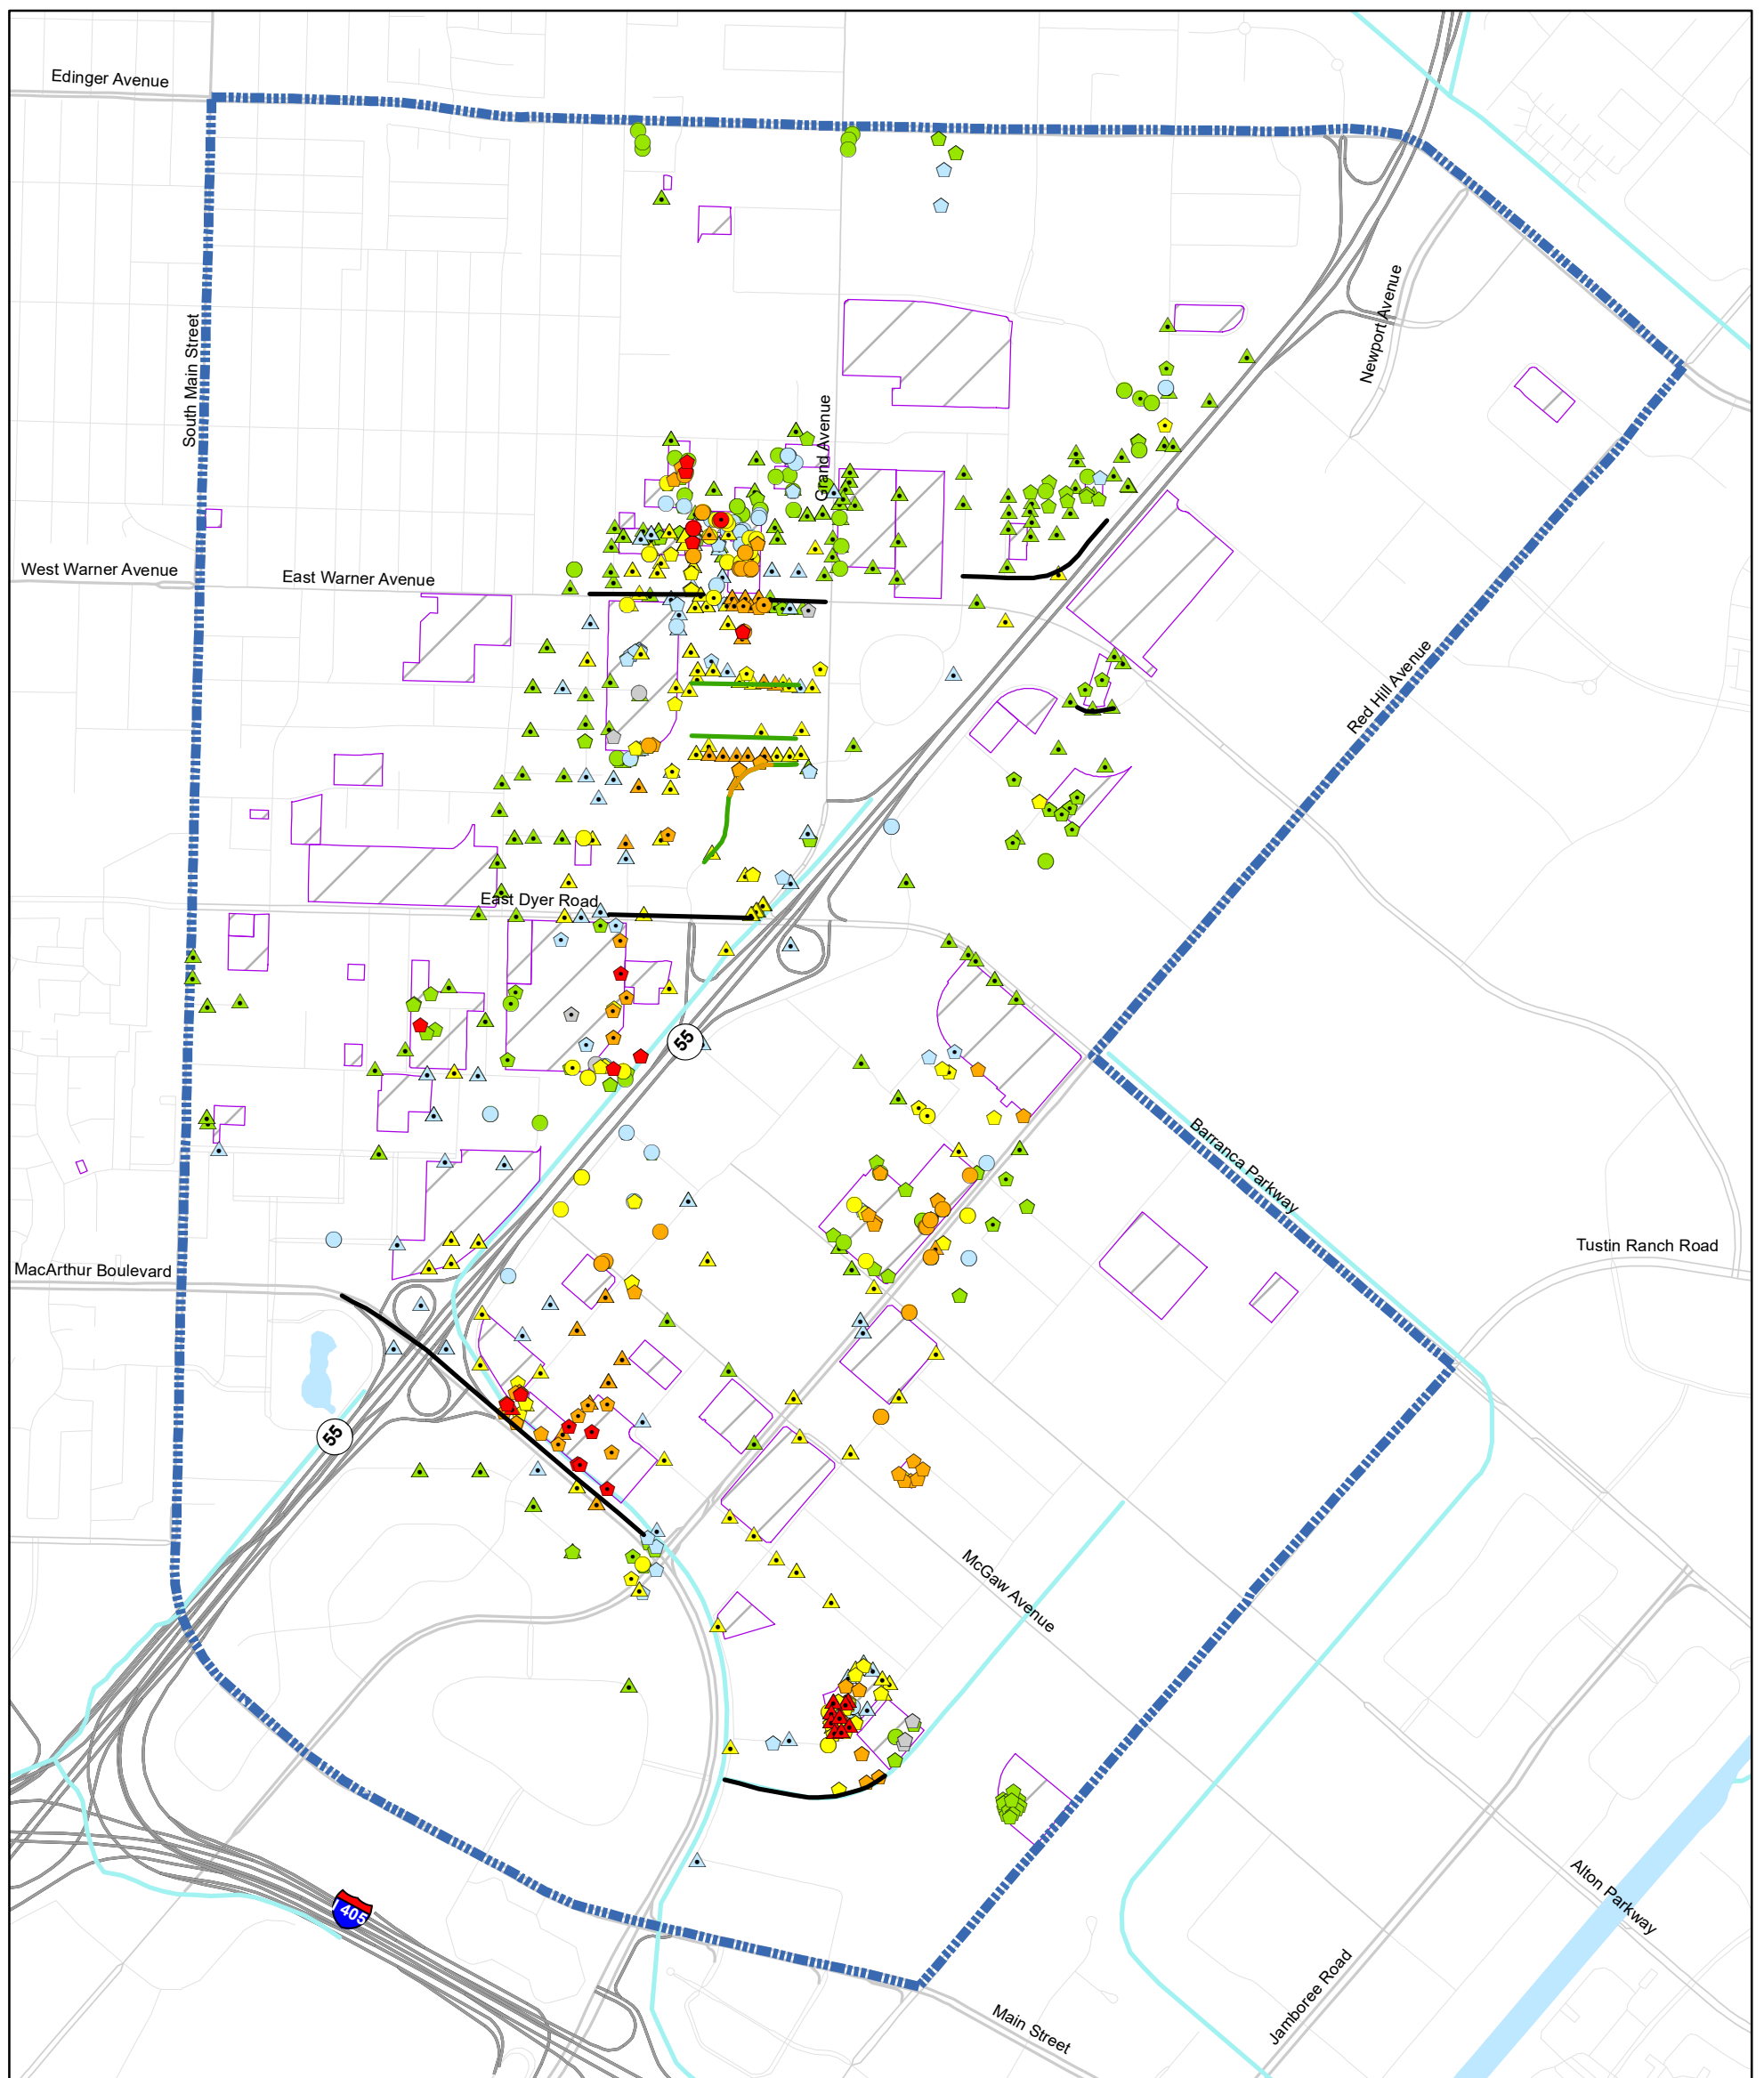 Edinger Avenue
Newport Avenue
South Main Street
Grand Avenue
West Warner Avenue
East Warner Avenue
Red Hill Avenue
East Dyer Road
55
Barranca Parkway
Tustin Ranch Road
MacArthur Boulevard
55
McGaw Avenue
Alton Parkway
405
Jamboree Road
Main Street